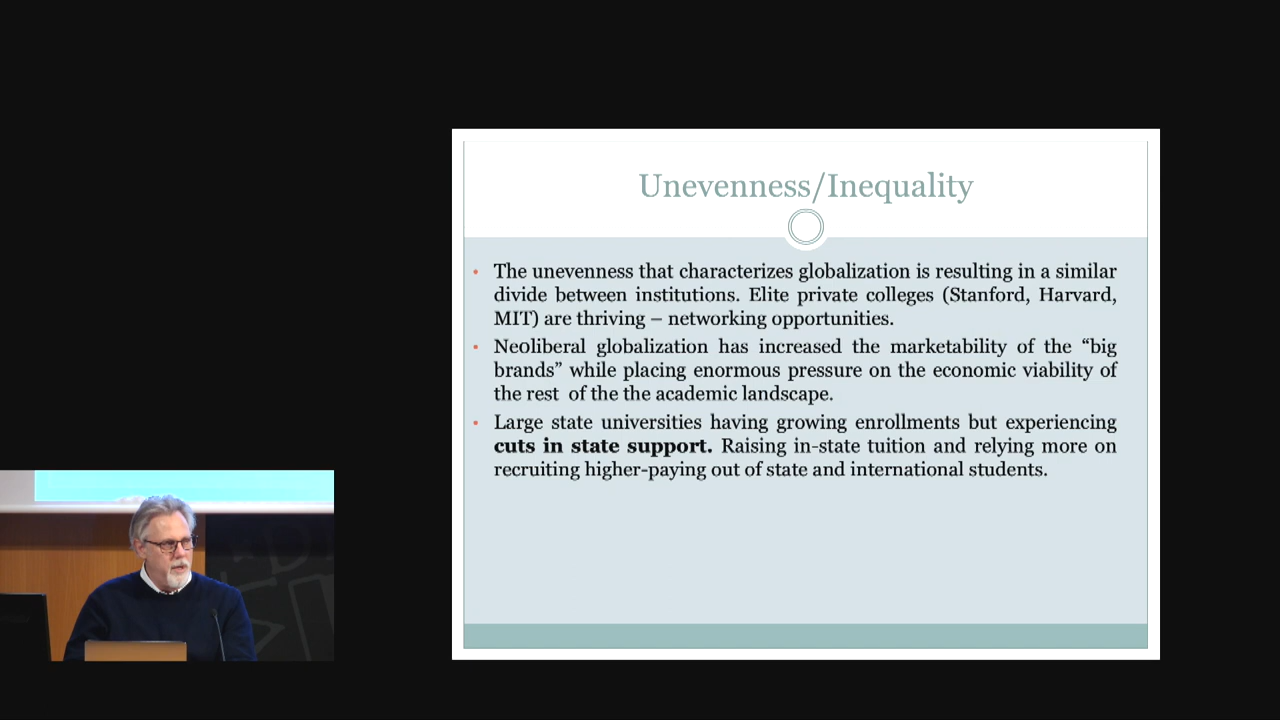 Unevenness/Inequality
• The unevenness that characterizes globalization is resulting in a similar
divide between institutions. Elite private colleges (Stanford, Harvard,
MIT) are thriving – networking opportunities.
• Neoliberal globalization has increased the marketability of the “big
brands” while placing enormous pressure on the economic viability of
the rest of the the academic landscape.
• Large state universities having growing enrollments but experiencing
cuts in state support. Raising in-state tuition and relying more on
recruiting higher-paying out of state and international students.